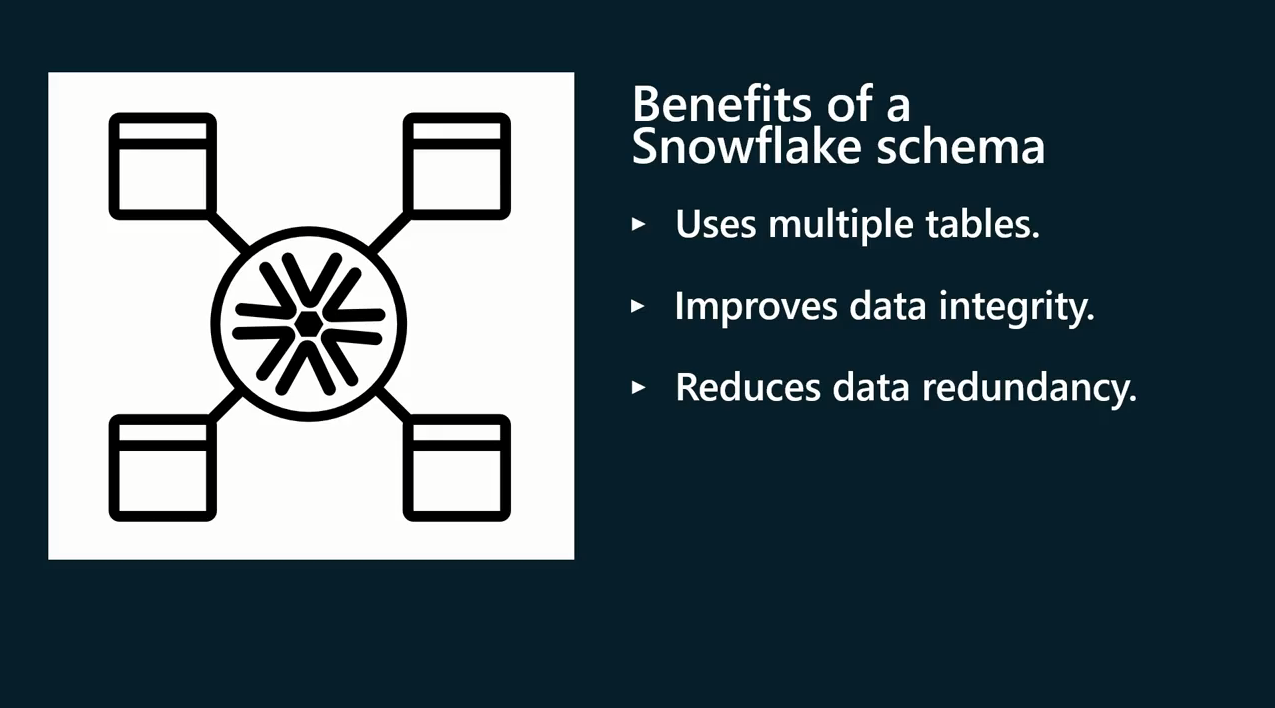 Benefits of a
Snowflake schema
▸ Uses multiple tables.
▸ Improves data integrity.
▸ Reduces data redundancy.